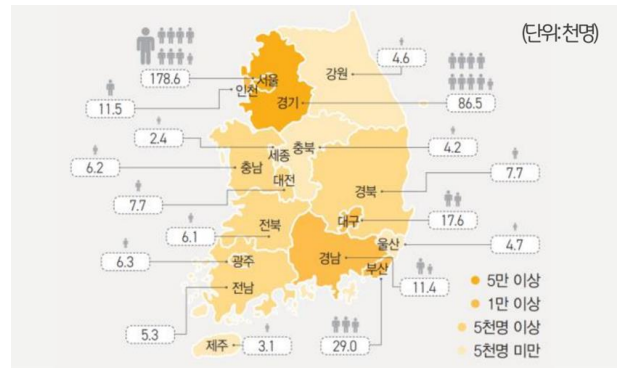 (단위:천명)
4.6
강원
178.6
서울
인천
경기
11.5
86.5
2.4
세종
충북
4.2
6.2
충남
대전
경북
7.7
7.7
대구
17.6
6.1
전북
울산
4.7
6.3
광주
경남
부산
11.4
전남
5.3
제주
3.1
29.0
5만 이상
1만 이상
5천명 이상
5천명 미만